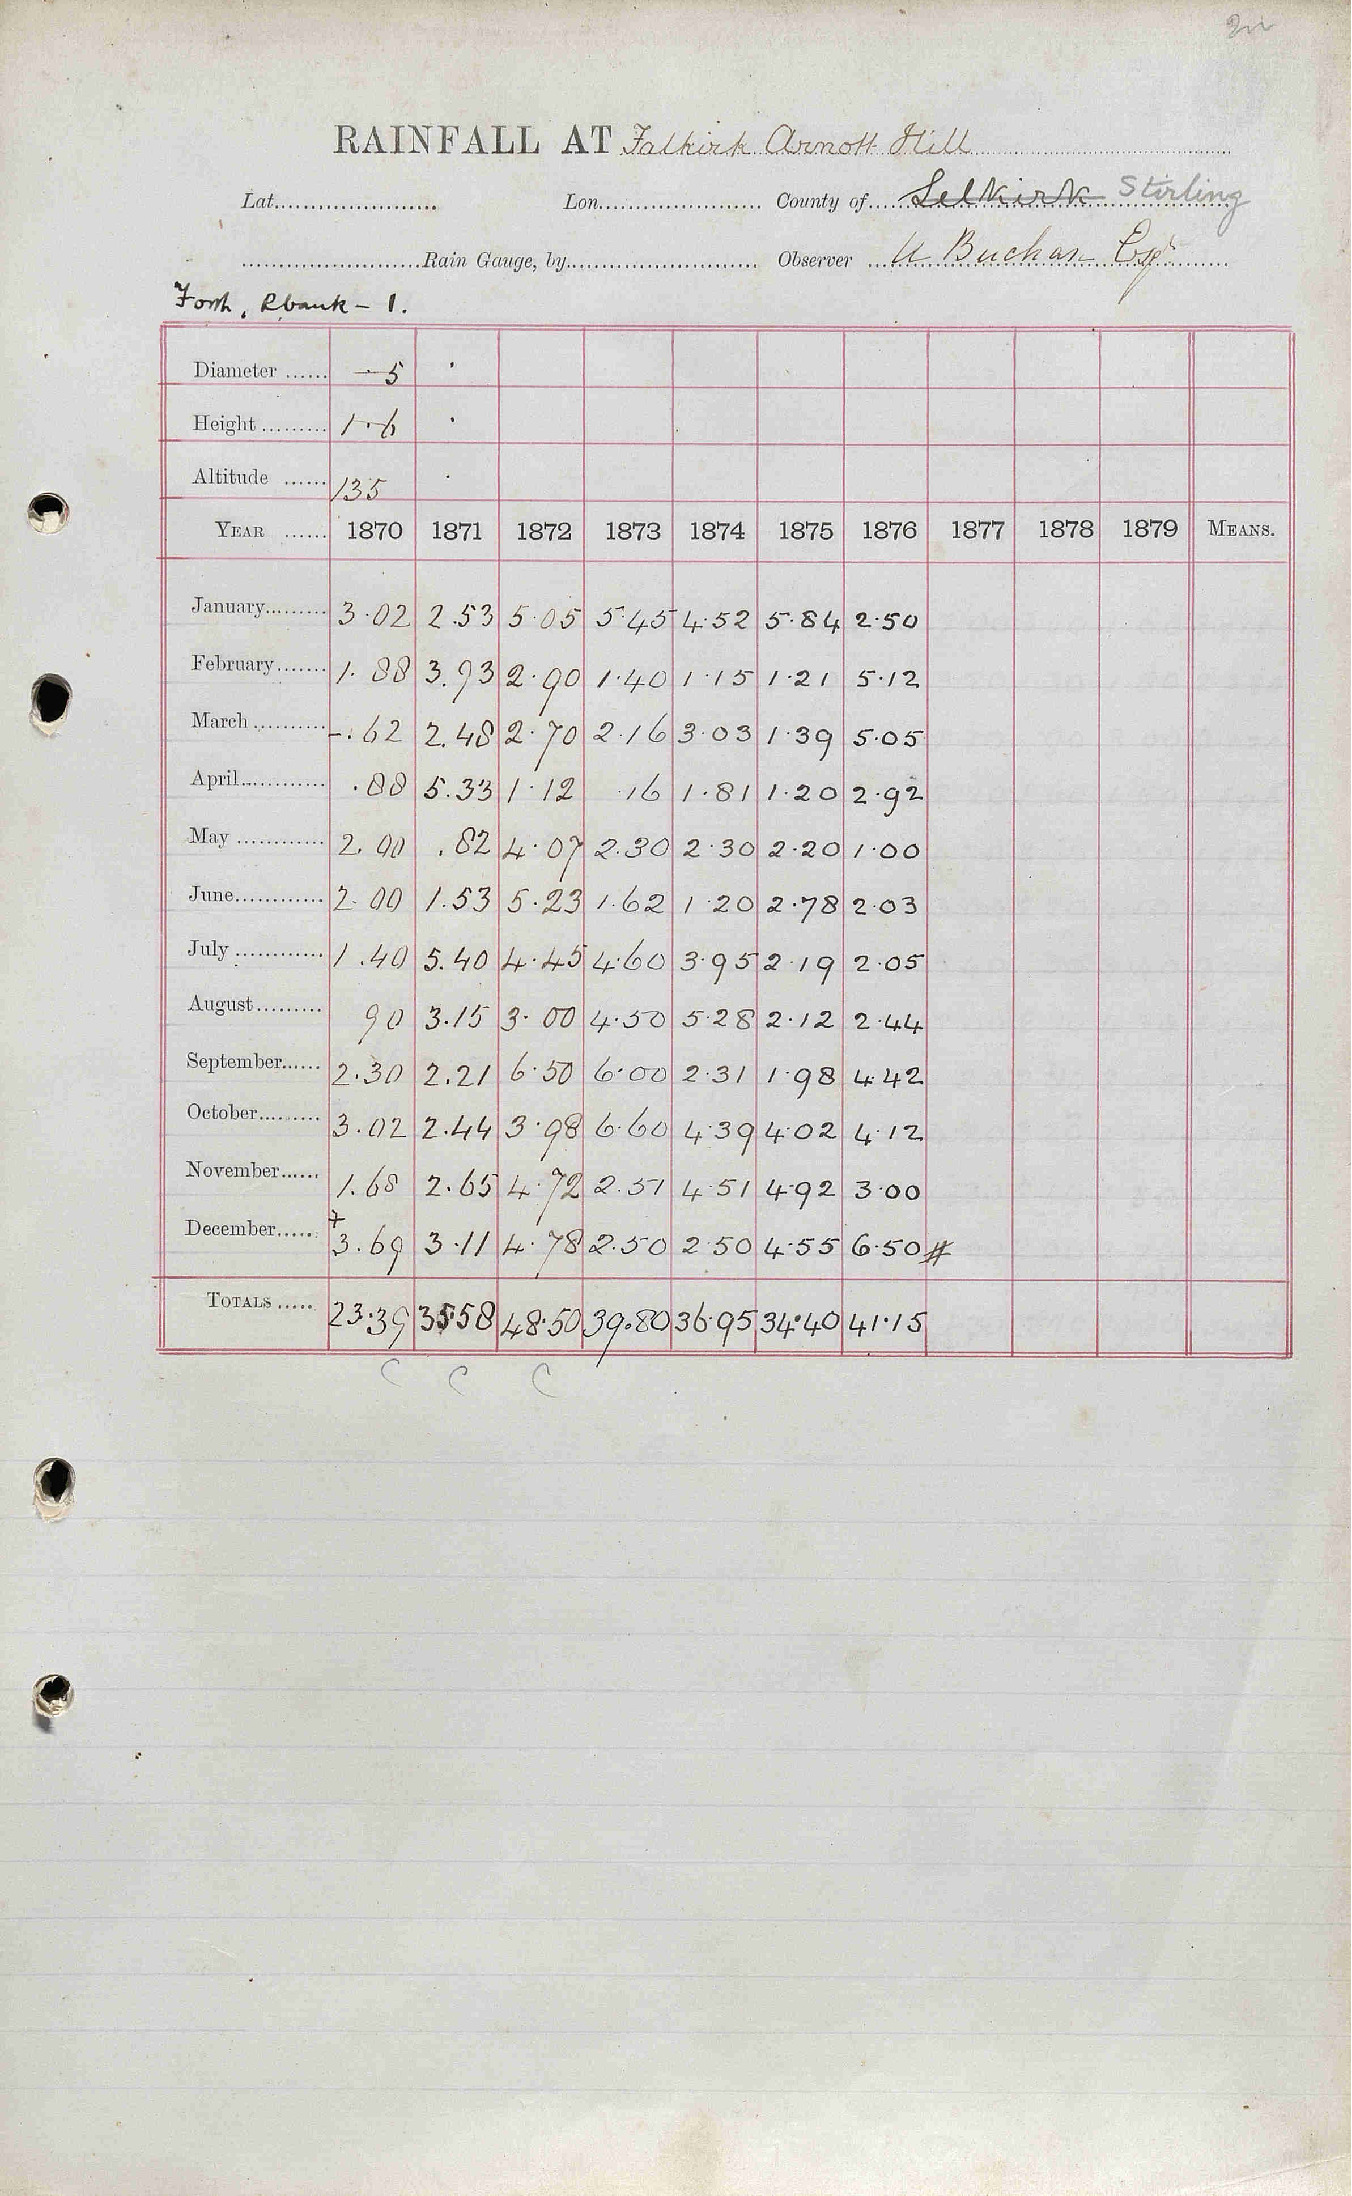 RAINFALL AT Falkirk Arnott Hill
Lat. Lon. County of Selkirk Stirling
Rain Gauge, by Observer W Buchan Esqr
Forth, Rbank - 1.
Diameter —5
Height 1.6
Altitude 135
YEAR 1870 1871 1872 1873 1874 1875 1876 1877 1878 1879 MEANS.
January 3.02 2.53 5.05 5.45 4.52 5.84 2.50
February 1.88 3.93 2.90 1.40 1.15 1.21 5.12
March -.62 2.48 2.70 2.16 3.03 1.39 5.05
April .88 5.33 1.12 .16 1.81 1.20 2.92
May 2.00 .82 4.07 2.30 2.30 2.20 1.00
June 2.00 1.53 5.23 1.62 1.20 2.78 2.03
July 1.40 5.40 4.45 4.60 3.95 2.19 2.05
August 90 3.15 3.00 4.50 5.28 2.12 2.44
September 2.30 2.21 6.50 6.00 2.31 1.98 4.42
October 3.02 2.44 3.98 6.60 4.39 4.02 4.12
November 1.68 2.65 4.72 2.51 4.51 4.92 3.00
December + 3.69 3.11 4.78 2.50 2.50 4.55 6.50 #
TOTALS 23.39 35.58 48.50 39.80 36.95 34.40 41.15
C C C